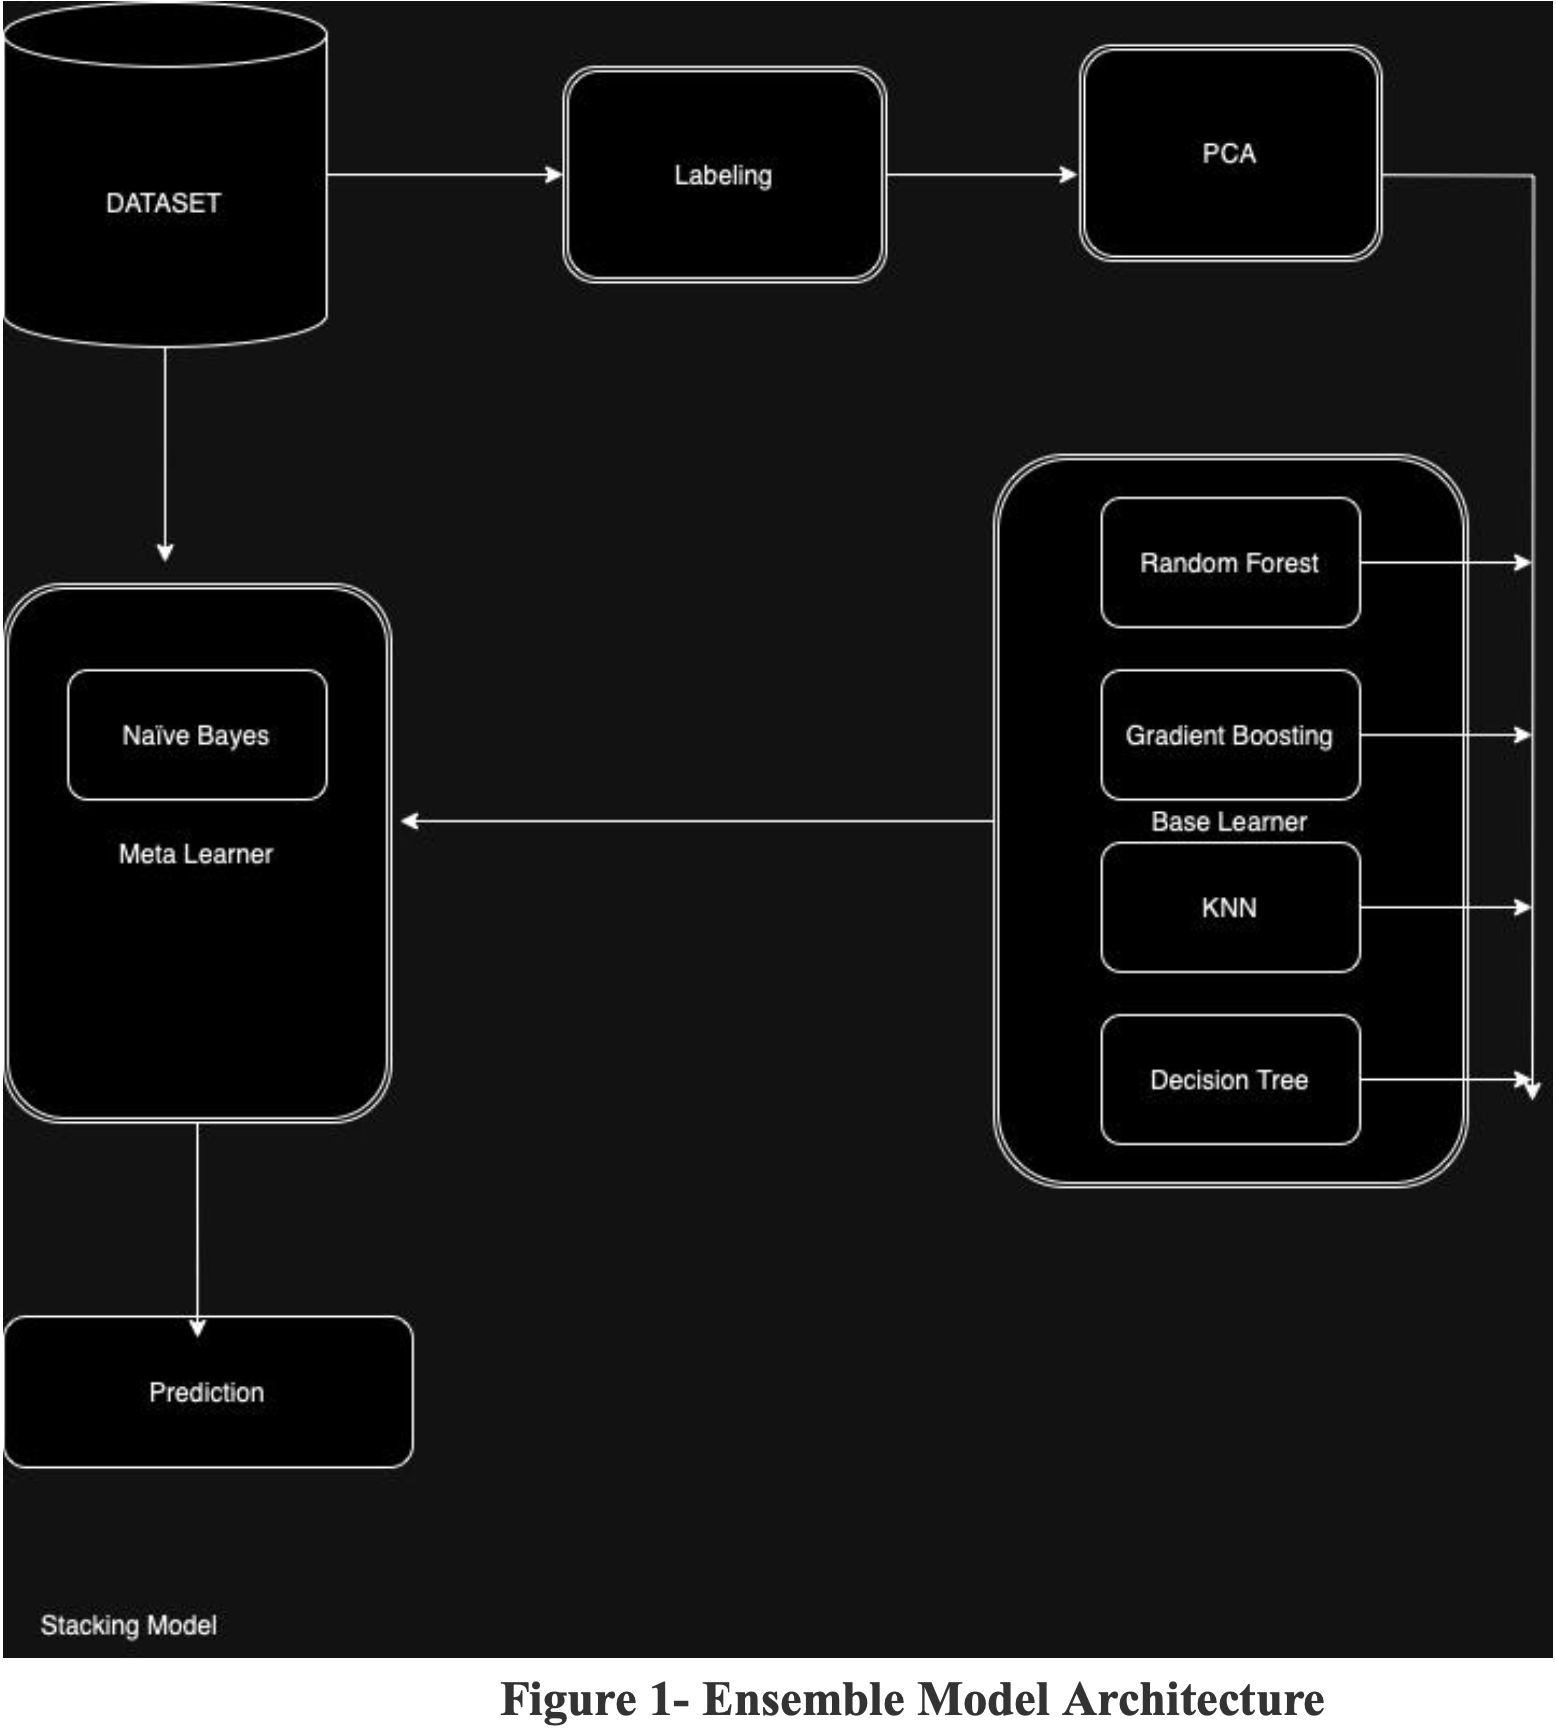 DATASET
Labeling
PCA
Random Forest
Gradient Boosting
Base Learner
KNN
Decision Tree
Naïve Bayes
Meta Learner
Prediction
Stacking Model
Figure 1- Ensemble Model Architecture